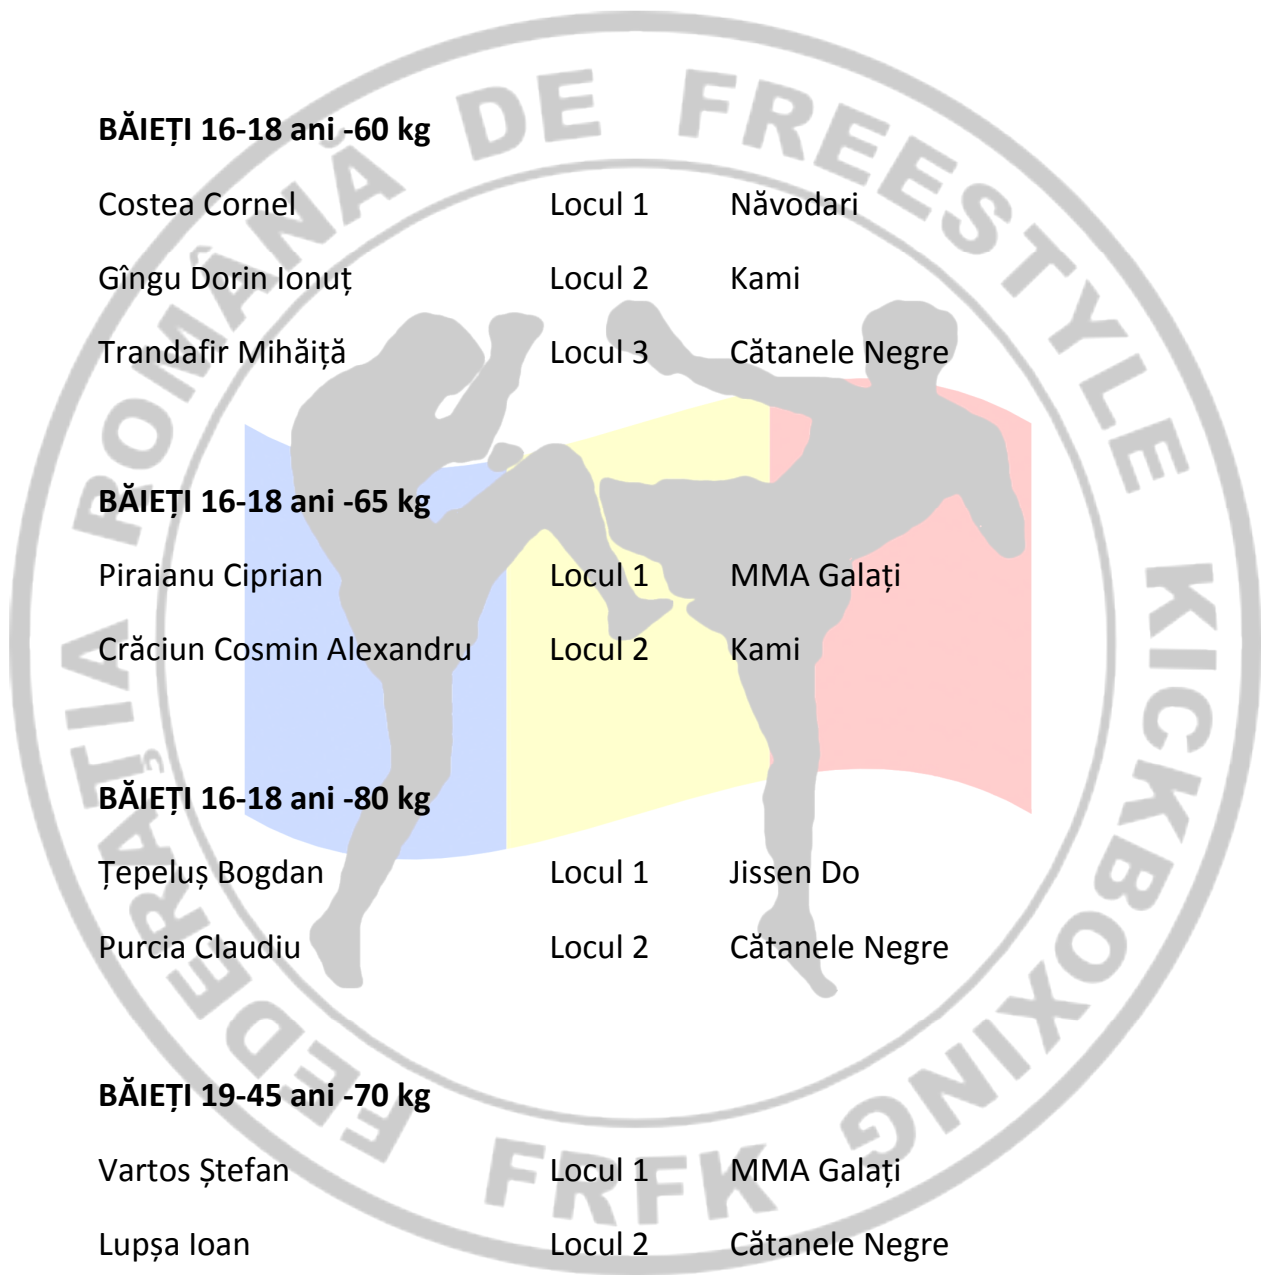 BĂIEȚI 16-18 ani -60 kg
Costea Cornel Locul 1 Năvodari
Gîngu Dorin Ionuț Locul 2 Kami
Trandafir Mihăiță Locul 3 Cătanele Negre
BĂIEȚI 16-18 ani -65 kg
Piraianu Ciprian Locul 1 MMA Galați
Crăciun Cosmin Alexandru Locul 2 Kami
BĂIEȚI 16-18 ani -80 kg
Țepeluș Bogdan Locul 1 Jissen Do
Purcia Claudiu Locul 2 Cătanele Negre
BĂIEȚI 19-45 ani -70 kg
Vartos Ștefan Locul 1 MMA Galați
Lupșa Ioan Locul 2 Cătanele Negre
FEDERAȚIA ROMÂNĂ DE FREESTYLE KICKBOXING
FRFK